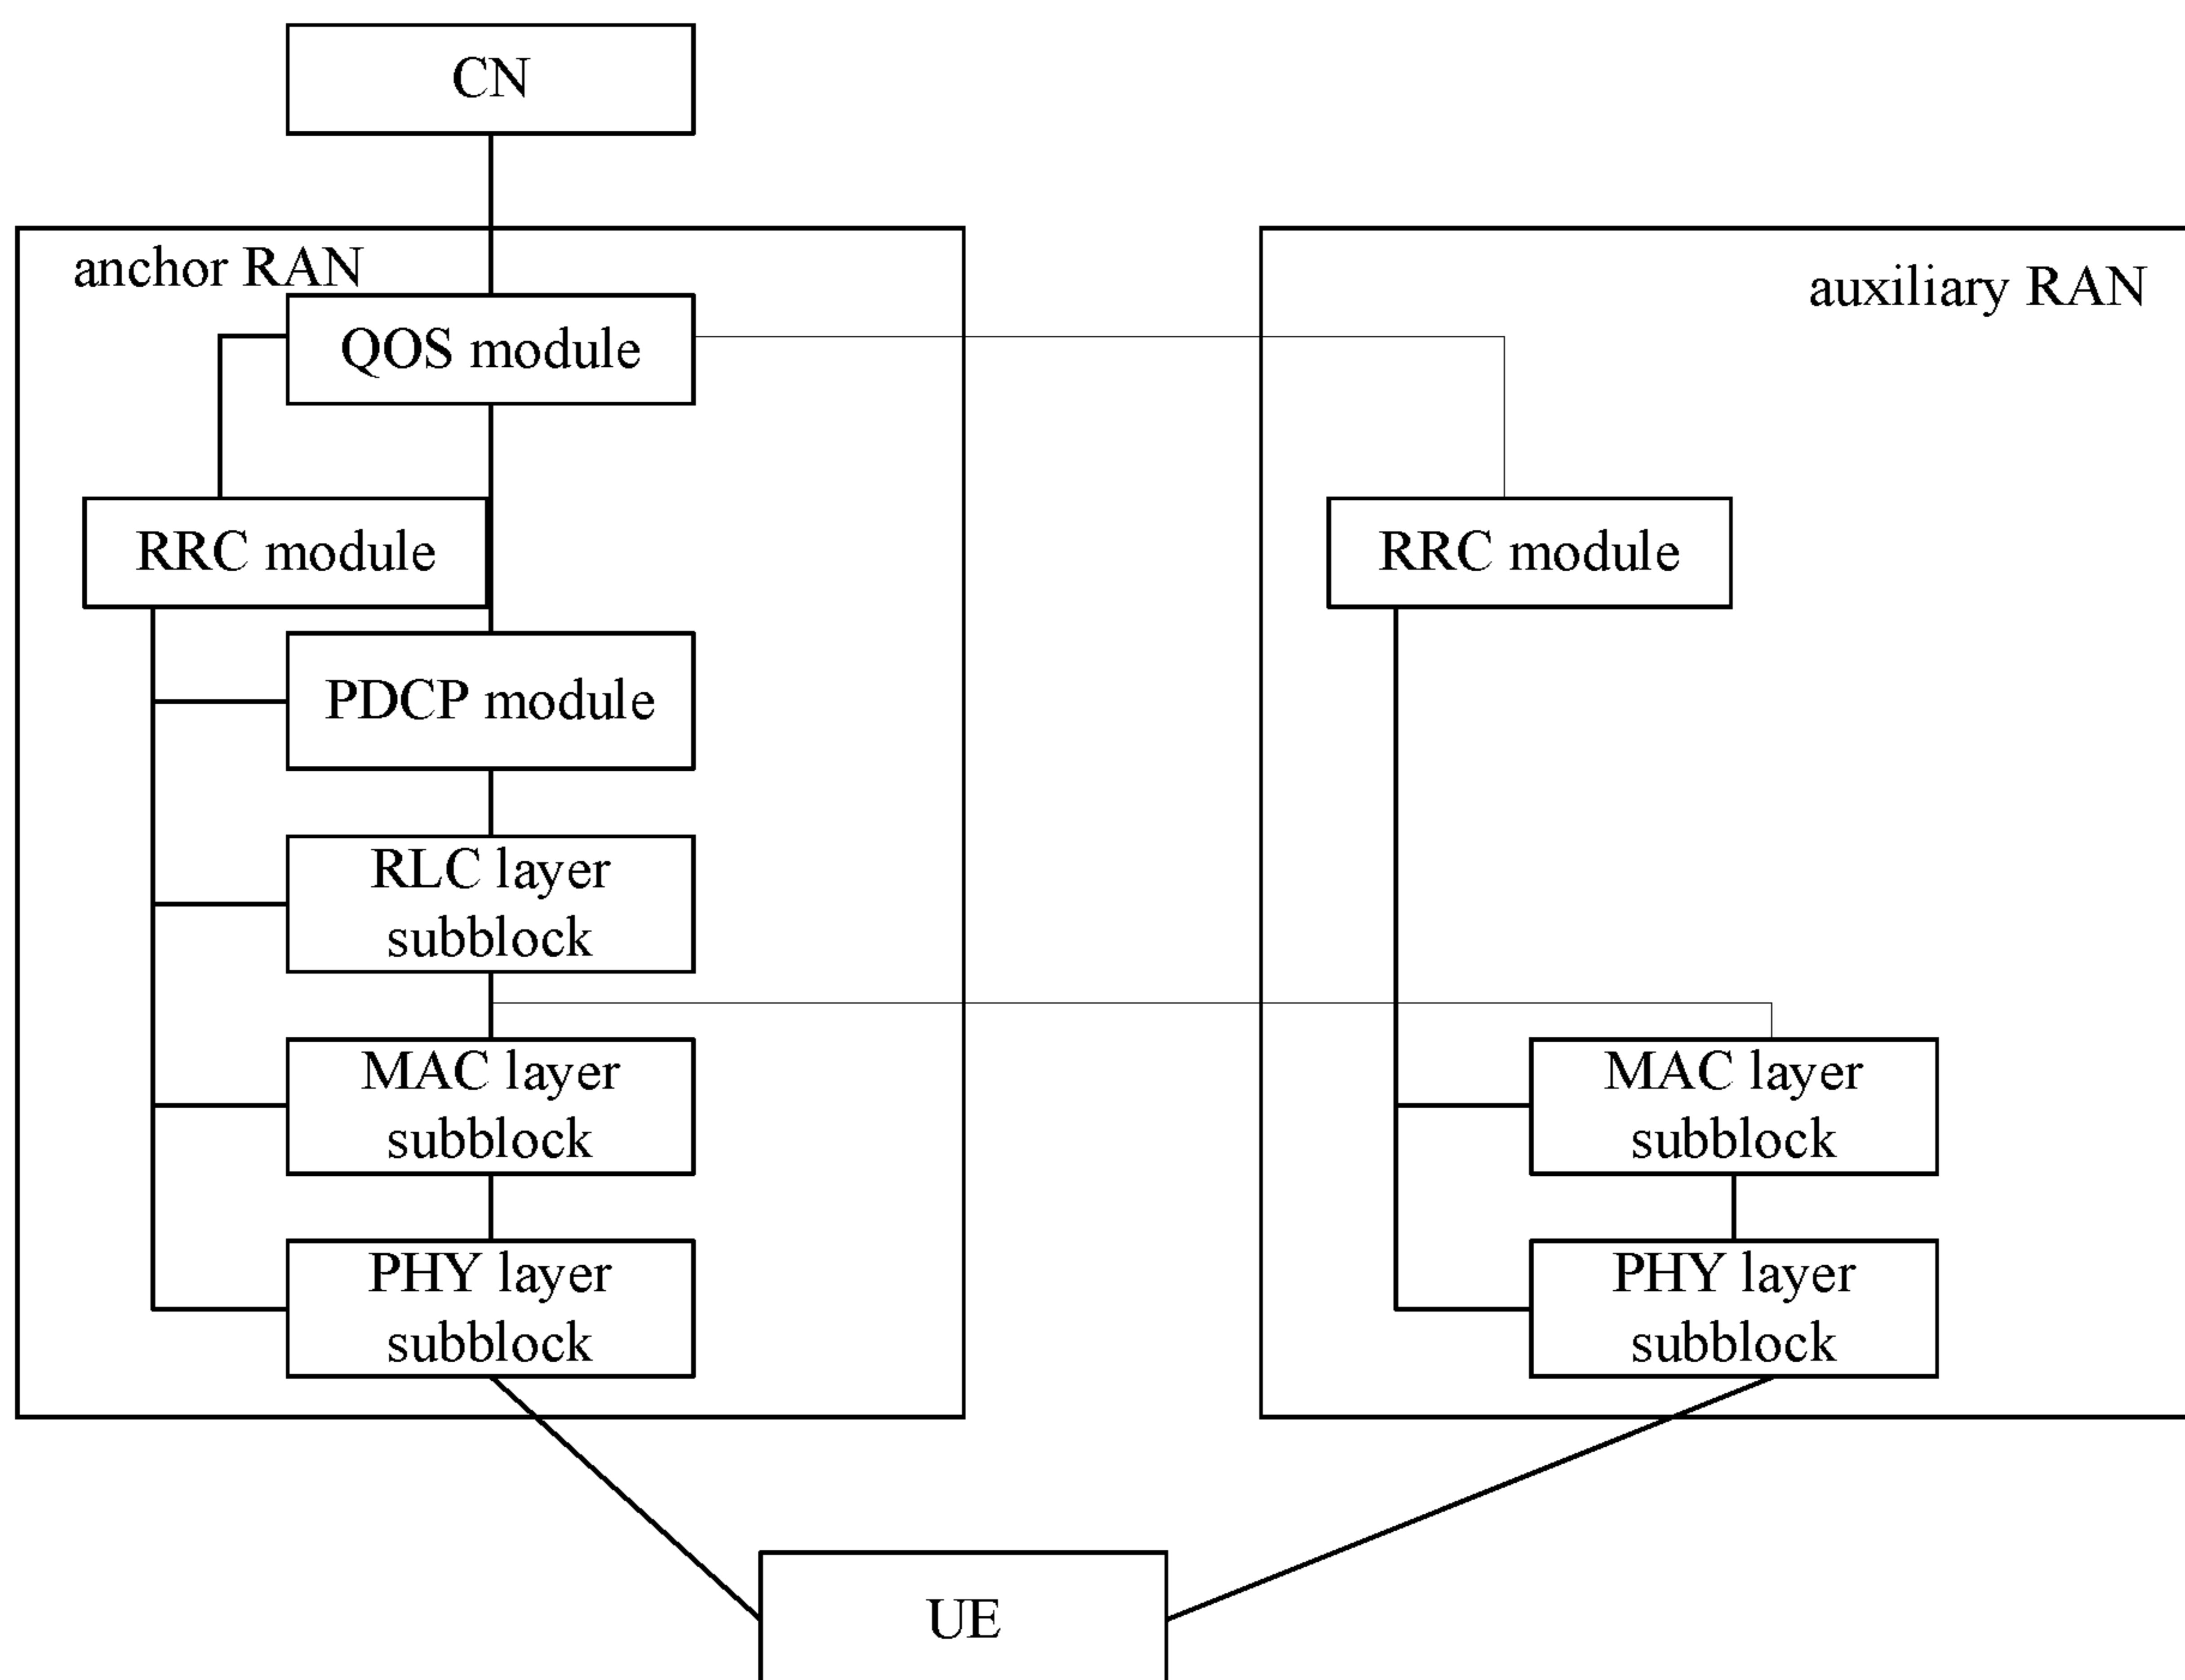 CN
anchor RAN
auxiliary RAN
QOS module
RRC module
RRC module
PDCP module
RLC layer
subblock
MAC layer
subblock
MAC layer
subblock
PHY layer
subblock
PHY layer
subblock
UE